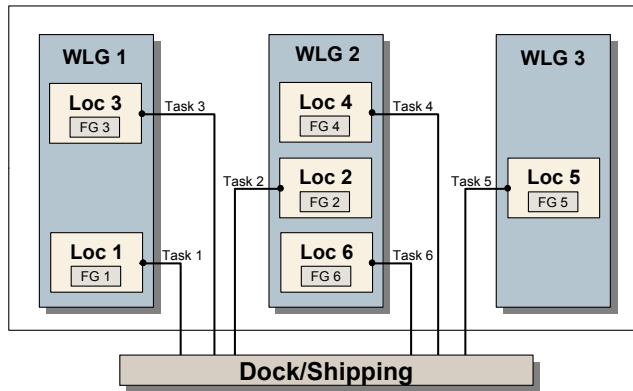 WLG 1
Loc 3
FG 3
Task 3
Loc 1
FG 1
Task 1
WLG 2
Loc 4
FG 4
Task 4
Task 2
Loc 2
FG 2
Loc 6
FG 6
Task 6
WLG 3
Task 5
Loc 5
FG 5
Dock/Shipping